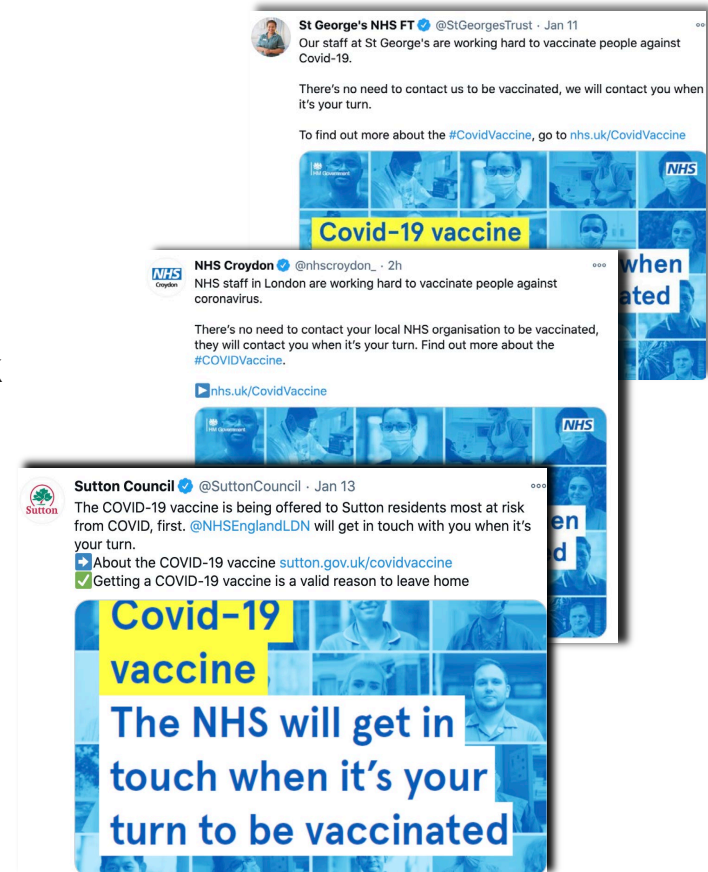 St George's NHS FT @StGeorgesTrust · Jan 11
Our staff at St George's are working hard to vaccinate people against
Covid-19.
There's no need to contact us to be vaccinated, we will contact you when
it's your turn.
To find out more about the #CovidVaccine, go to nhs.uk/CovidVaccine
HM Government
NHS
Covid-19 vaccine
when
ated
NHS
Croydon
NHS Croydon @nhscroydon_ · 2h
NHS staff in London are working hard to vaccinate people against
coronavirus.
There's no need to contact your local NHS organisation to be vaccinated,
they will contact you when it's your turn. Find out more about the
#COVIDVaccine.
nhs.uk/CovidVaccine
HM Government
NHS
en
d
Sutton
Sutton Council @SuttonCouncil · Jan 13
The COVID-19 vaccine is being offered to Sutton residents most at risk
from COVID, first. @NHSEnglandLDN will get in touch with you when it's
your turn.
About the COVID-19 vaccine sutton.gov.uk/covidvaccine
Getting a COVID-19 vaccine is a valid reason to leave home
Covid-19
vaccine
The NHS will get in
touch when it's your
turn to be vaccinated